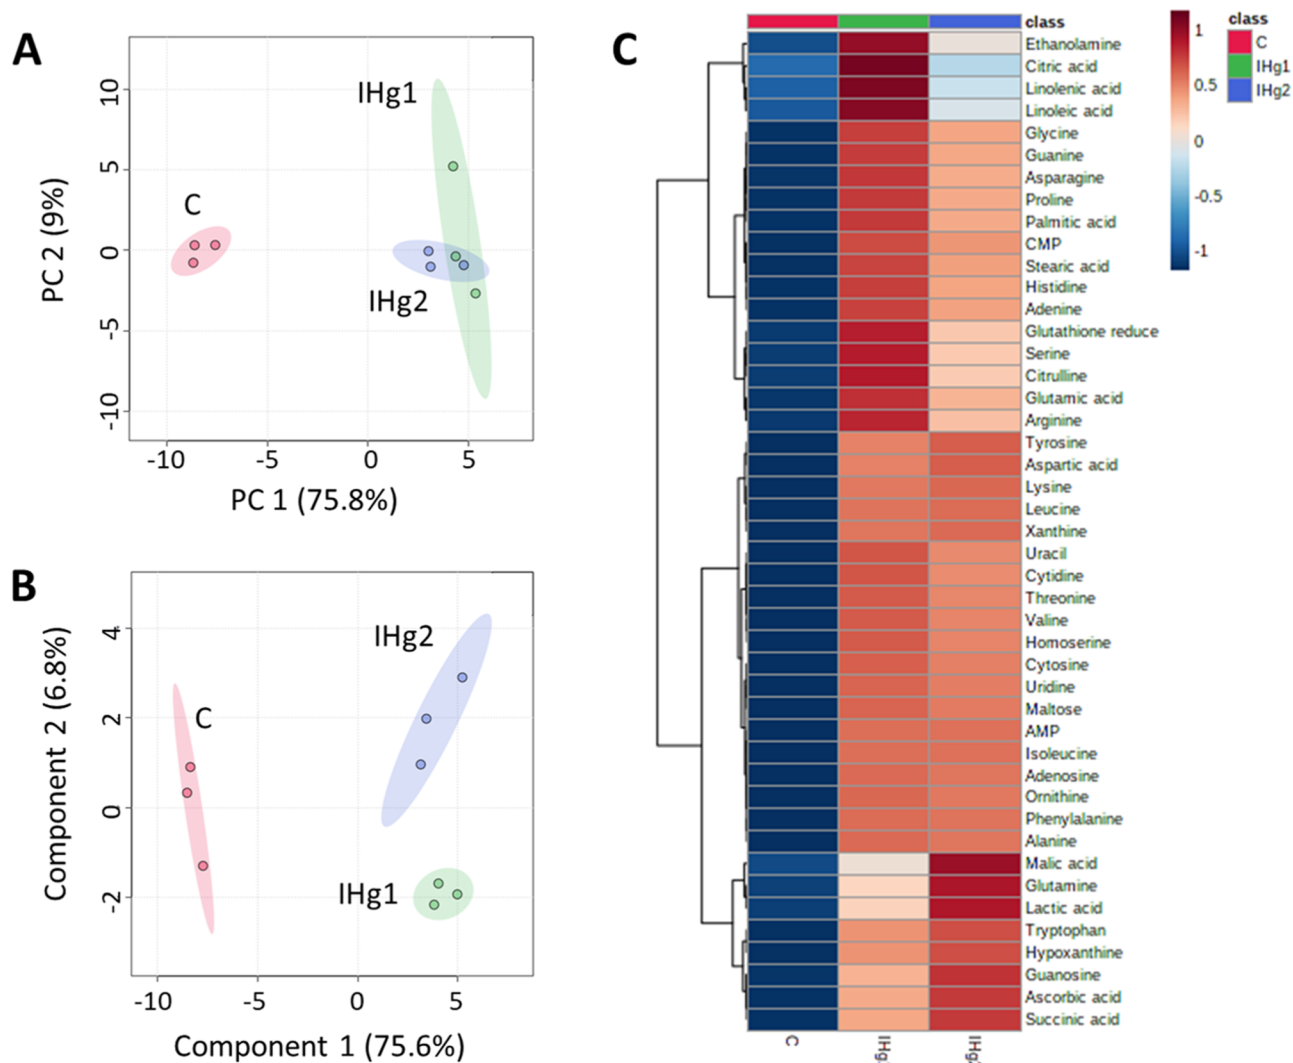 A
IHg1
C
IHg2
PC 2 (9%)
10
5
0
-5
-10
-10
-5
0
5
PC 1 (75.8%)
B
IHg2
C
IHg1
Component 2 (6.8%)
4
2
0
-2
-10
-5
0
5
Component 1 (75.6%)
C
class
Ethanolamine
Citric acid
Linolenic acid
Linoleic acid
Glycine
Guanine
Asparagine
Proline
Palmitic acid
CMP
Stearic acid
Histidine
Adenine
Glutathione reduce
Serine
Citrulline
Glutamic acid
Arginine
Tyrosine
Aspartic acid
Lysine
Leucine
Xanthine
Uracil
Cytidine
Threonine
Valine
Homoserine
Cytosine
Uridine
Maltose
AMP
Isoleucine
Adenosine
Ornithine
Phenylalanine
Alanine
Malic acid
Glutamine
Lactic acid
Tryptophan
Hypoxanthine
Guanosine
Ascorbic acid
Succinic acid
C
IHg
IHg
1
0.5
0
-0.5
-1
class
C
IHg1
IHg2